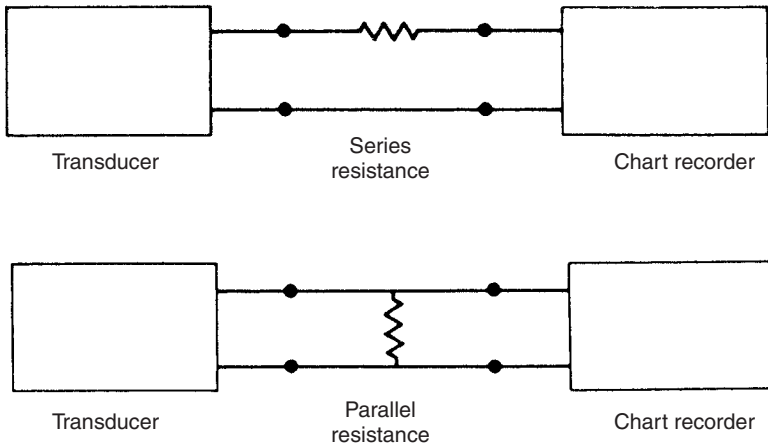 Transducer
Series
resistance
Chart recorder
Transducer
Parallel
resistance
Chart recorder